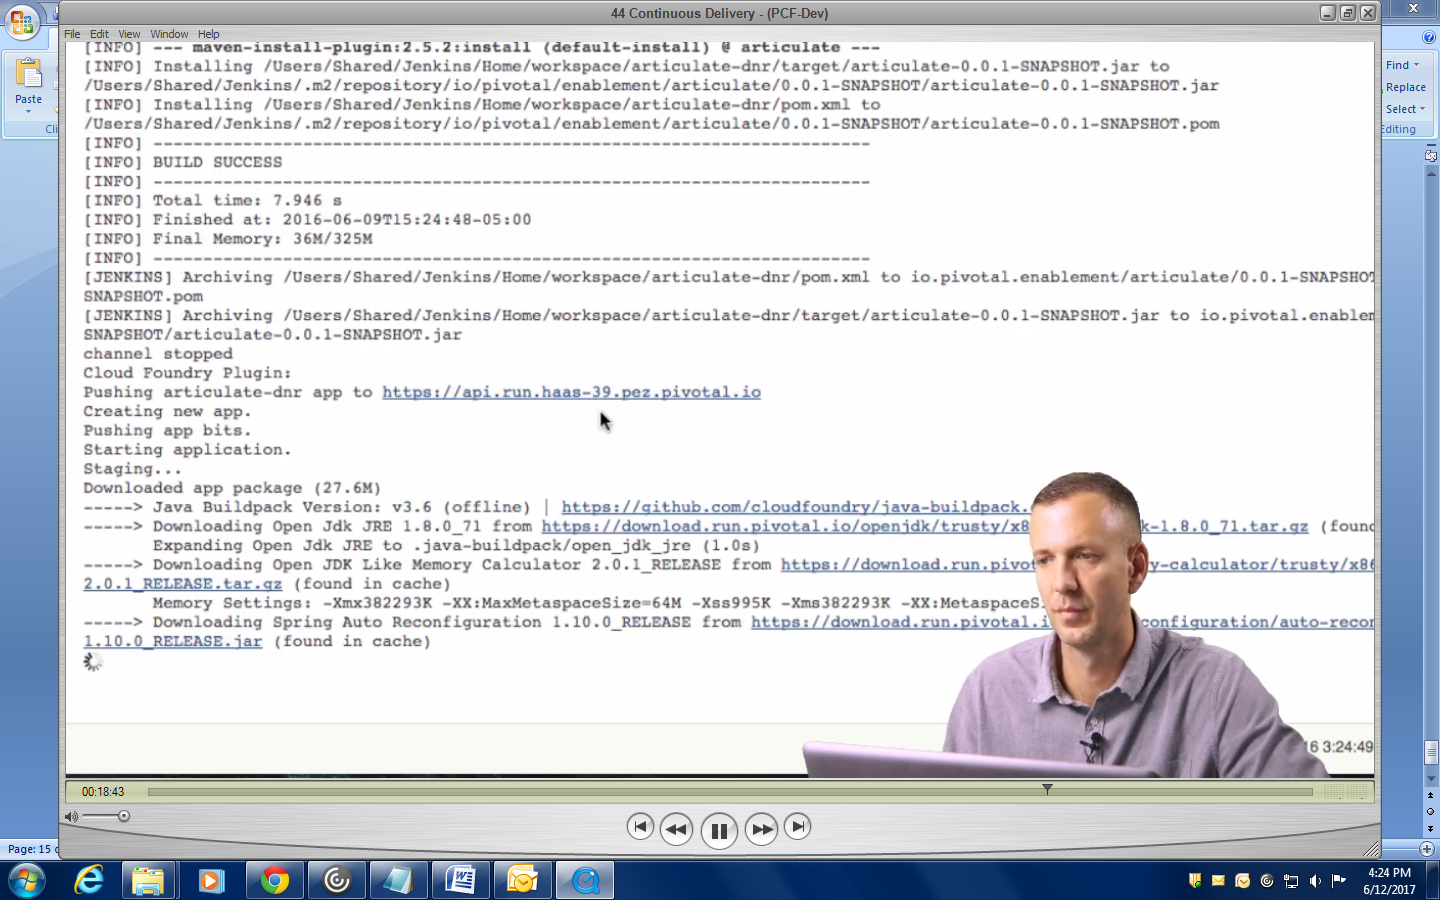 44 Continuous Delivery - (PCF-Dev)
File Edit View Window Help
[INFO] --- maven-install-plugin:2.5.2:install (default-install) @ articulate ---
[INFO] Installing /Users/Shared/Jenkins/Home/workspace/articulate-dnr/target/articulate-0.0.1-SNAPSHOT.jar to
/Users/Shared/Jenkins/.m2/repository/io/pivotal/enablement/articulate/0.0.1-SNAPSHOT/articulate-0.0.1-SNAPSHOT.jar
[INFO] Installing /Users/Shared/Jenkins/Home/workspace/articulate-dnr/pom.xml to
/Users/Shared/Jenkins/.m2/repository/io/pivotal/enablement/articulate/0.0.1-SNAPSHOT/articulate-0.0.1-SNAPSHOT.pom
[INFO] ------------------------------------------------------------------------
[INFO] BUILD SUCCESS
[INFO] ------------------------------------------------------------------------
[INFO] Total time: 7.946 s
[INFO] Finished at: 2016-06-09T15:24:48-05:00
[INFO] Final Memory: 36M/325M
[INFO] ------------------------------------------------------------------------
[JENKINS] Archiving /Users/Shared/Jenkins/Home/workspace/articulate-dnr/pom.xml to io.pivotal.enablement/articulate/0.0.1-SNAPSHOT
SNAPSHOT.pom
[JENKINS] Archiving /Users/Shared/Jenkins/Home/workspace/articulate-dnr/target/articulate-0.0.1-SNAPSHOT.jar to io.pivotal.enablem
SNAPSHOT/articulate-0.0.1-SNAPSHOT.jar
channel stopped
Cloud Foundry Plugin:
Pushing articulate-dnr app to https://api.run.haas-39.pez.pivotal.io
Creating new app.
Pushing app bits.
Starting application.
Staging...
Downloaded app package (27.6M)
-----> Java Buildpack Version: v3.6 (offline) | https://github.com/cloudfoundry/java-buildpack.
-----> Downloading Open Jdk JRE 1.8.0_71 from https://download.run.pivotal.io/openjdk/trusty/x8 k-1.8.0_71.tar.gz (found
Expanding Open Jdk JRE to .java-buildpack/open_jdk_jre (1.0s)
-----> Downloading Open JDK Like Memory Calculator 2.0.1_RELEASE from https://download.run.pivot y-calculator/trusty/x86
2.0.1_RELEASE.tar.gz (found in cache)
Memory Settings: -Xmx382293K -XX:MaxMetaspaceSize=64M -Xss995K -Xms382293K -XX:MetaspaceS
-----> Downloading Spring Auto Reconfiguration 1.10.0_RELEASE from https://download.run.pivotal.i configuration/auto-recon
1.10.0_RELEASE.jar (found in cache)
16 3:24:49
00:18:43
Paste
Cli
Find
Replace
Select
Editing
Page: 15 o
4:24 PM
6/12/2017